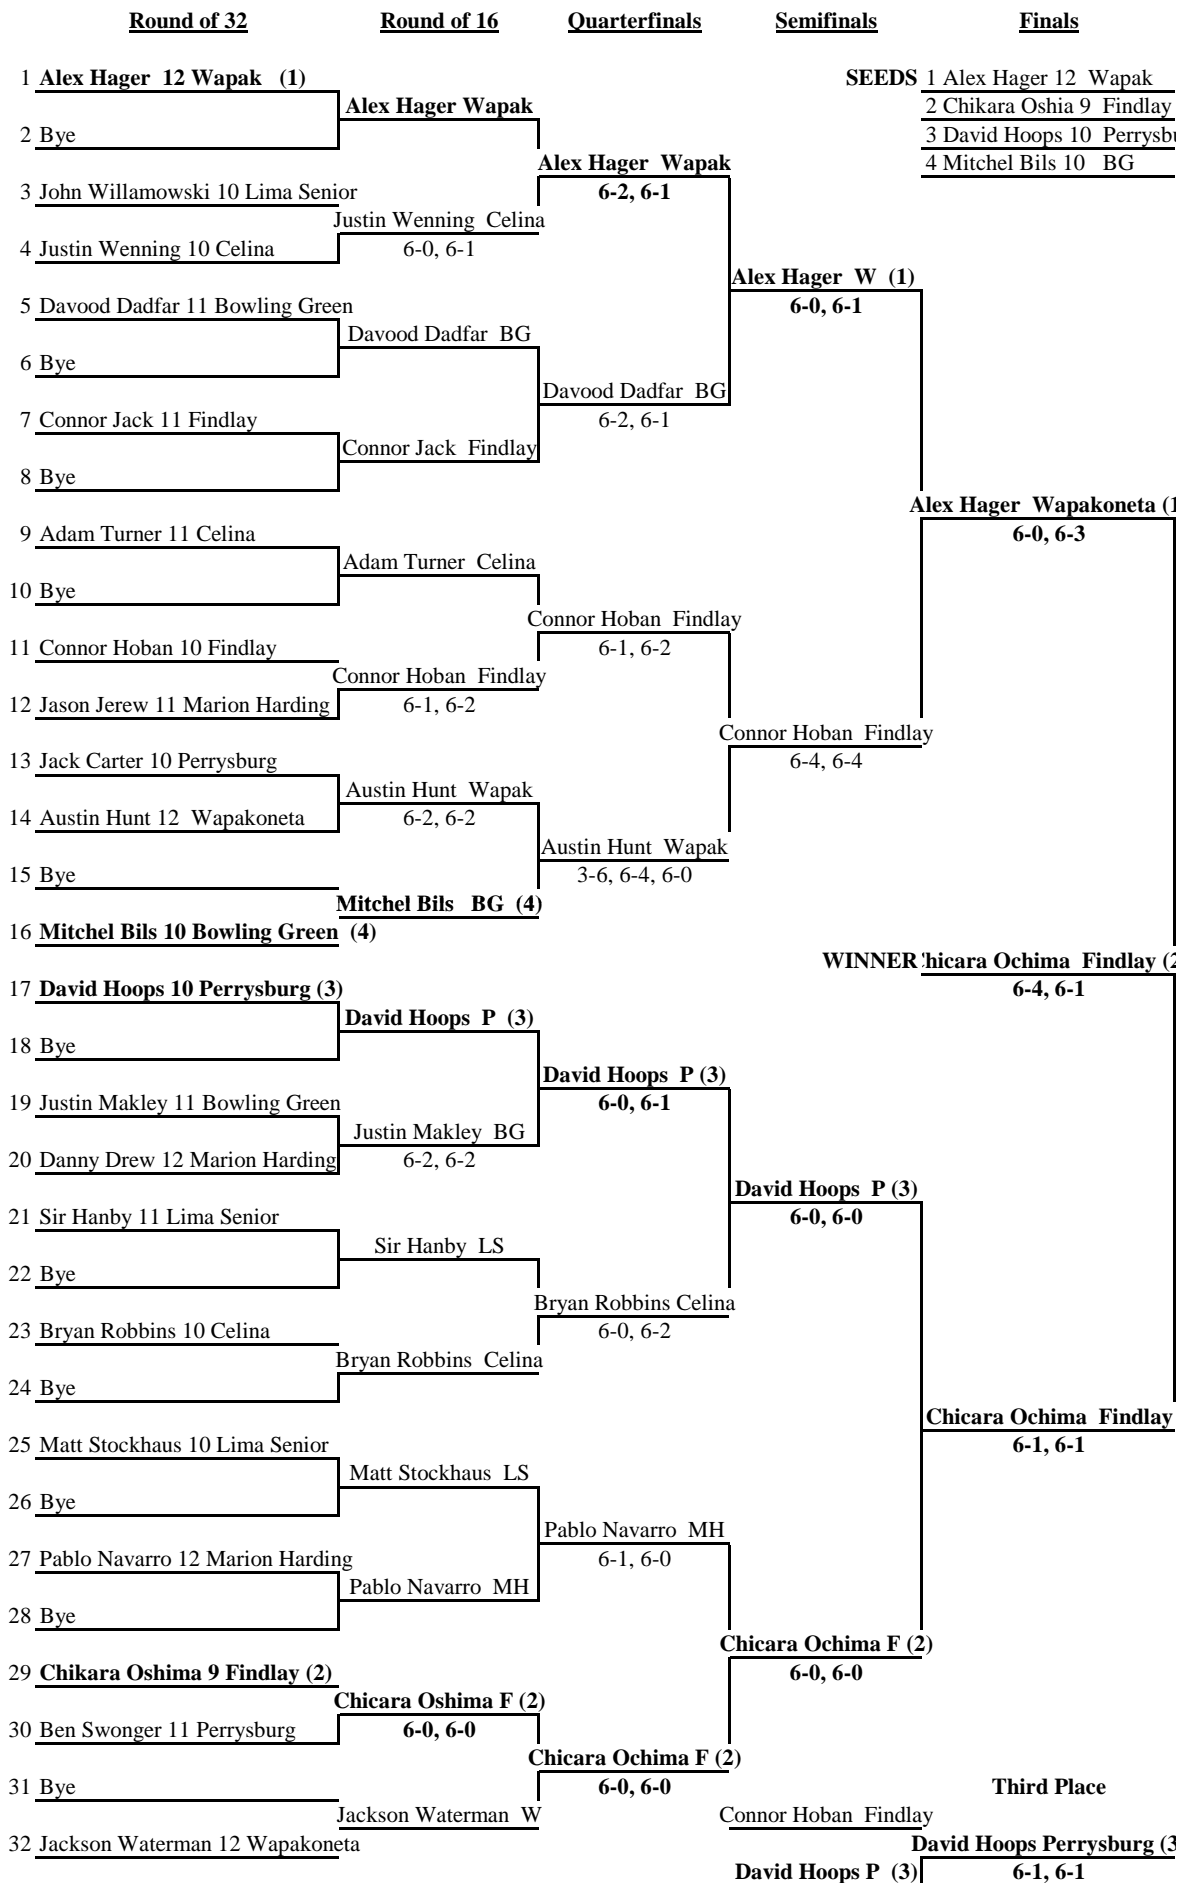 Round of 32 Round of 16 Quarterfinals Semifinals Finals
1 Alex Hager 12 Wapak (1) SEEDS 1 Alex Hager 12 Wapak
Alex Hager Wapak 2 Chikara Oshia 9 Findlay
2 Bye 3 David Hoops 10 Perrysbu
Alex Hager Wapak 4 Mitchel Bils 10 BG
3 John Willamowski 10 Lima Senior 6-2, 6-1
Justin Wenning Celina
4 Justin Wenning 10 Celina 6-0, 6-1
Alex Hager W (1)
5 Davood Dadfar 11 Bowling Green 6-0, 6-1
Davood Dadfar BG
6 Bye
Davood Dadfar BG
7 Connor Jack 11 Findlay 6-2, 6-1
Connor Jack Findlay
8 Bye
Alex Hager Wapakoneta (1
9 Adam Turner 11 Celina 6-0, 6-3
Adam Turner Celina
10 Bye
Connor Hoban Findlay
11 Connor Hoban 10 Findlay 6-1, 6-2
Connor Hoban Findlay
12 Jason Jerew 11 Marion Harding 6-1, 6-2
Connor Hoban Findlay
13 Jack Carter 10 Perrysburg 6-4, 6-4
Austin Hunt Wapak
14 Austin Hunt 12 Wapakoneta 6-2, 6-2
Austin Hunt Wapak
15 Bye 3-6, 6-4, 6-0
Mitchel Bils BG (4)
16 Mitchel Bils 10 Bowling Green (4)
WINNER hicara Ochima Findlay (2
17 David Hoops 10 Perrysburg (3) 6-4, 6-1
David Hoops P (3)
18 Bye
David Hoops P (3)
19 Justin Makley 11 Bowling Green 6-0, 6-1
Justin Makley BG
20 Danny Drew 12 Marion Harding 6-2, 6-2
David Hoops P (3)
21 Sir Hanby 11 Lima Senior 6-0, 6-0
Sir Hanby LS
22 Bye
Bryan Robbins Celina
23 Bryan Robbins 10 Celina 6-0, 6-2
Bryan Robbins Celina
24 Bye
Chicara Ochima Findlay
25 Matt Stockhaus 10 Lima Senior 6-1, 6-1
Matt Stockhaus LS
26 Bye
Pablo Navarro MH
27 Pablo Navarro 12 Marion Harding 6-1, 6-0
Pablo Navarro MH
28 Bye
Chicara Ochima F (2)
29 Chikara Oshima 9 Findlay (2) 6-0, 6-0
Chicara Oshima F (2)
30 Ben Swonger 11 Perrysburg 6-0, 6-0
Chicara Ochima F (2)
31 Bye 6-0, 6-0 Third Place
Jackson Waterman W Connor Hoban Findlay
32 Jackson Waterman 12 Wapakoneta David Hoops Perrysburg (3
David Hoops P (3) 6-1, 6-1